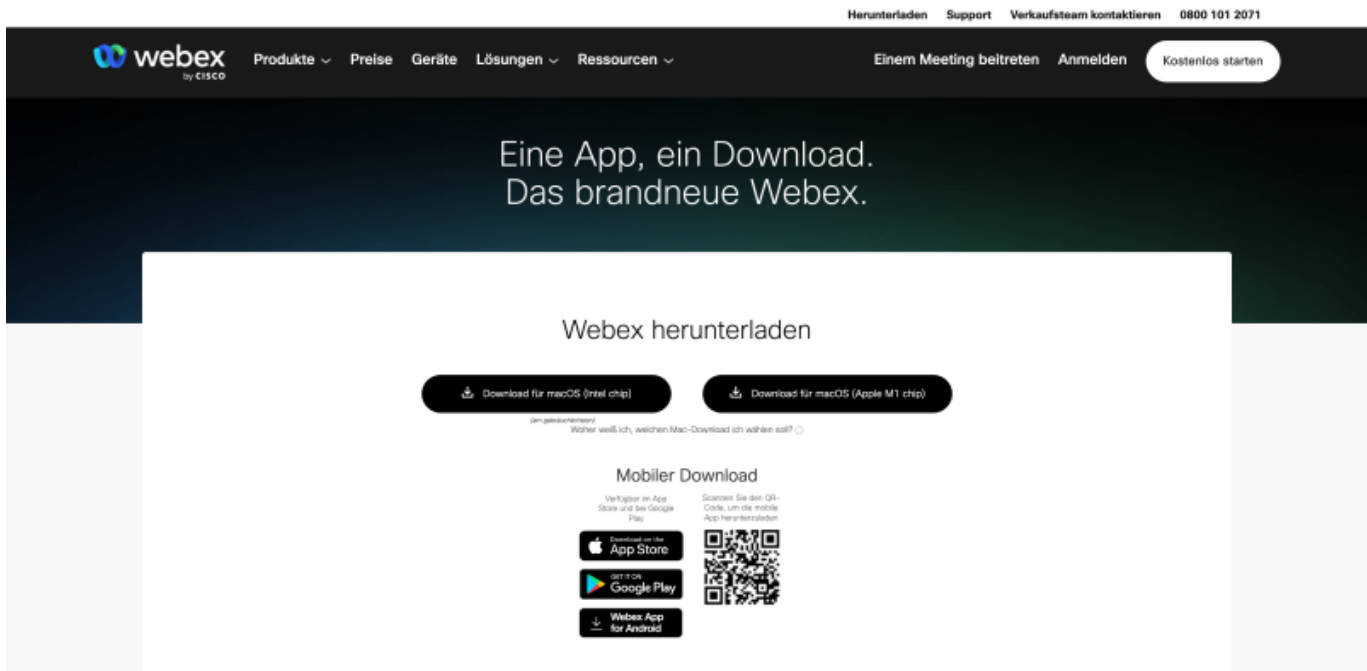 Herunterladen Support Verkaufsteam kontaktieren 0800 101 2071
webex
by CISCO
Produkte Preise Geräte Lösungen Ressourcen Einem Meeting beitreten Anmelden Kostenlos starten
Eine App, ein Download.
Das brandneue Webex.
Webex herunterladen
Download für macOS (Intel chip) Download für macOS (Apple M1 chip)
(am gebräuchlichsten)
Woher weiß ich, welchen Mac-Download ich wählen soll?
Mobiler Download
Verfügbar im App
Store und bei Google
Play
Scannen Sie den QR-
Code, um die mobile
App herunterzuladen
Download on the
App Store
GET IT ON
Google Play
Webex App
for Android